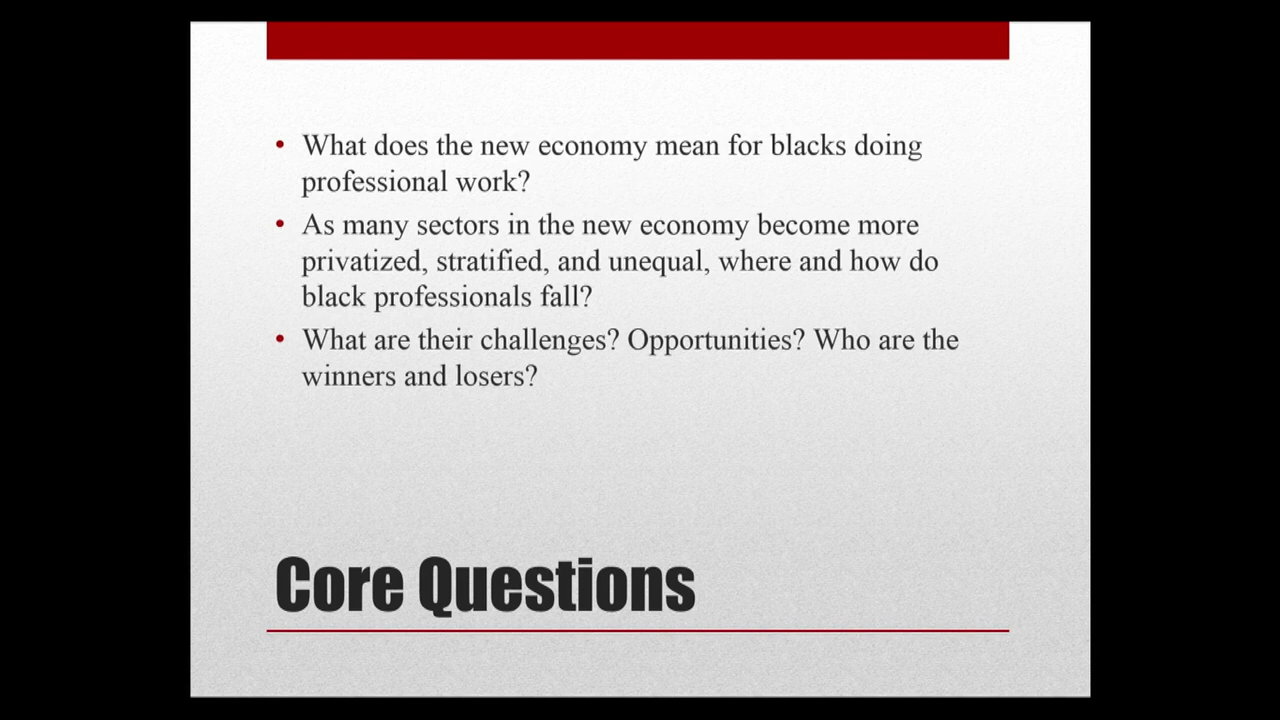 • What does the new economy mean for blacks doing
professional work?
• As many sectors in the new economy become more
privatized, stratified, and unequal, where and how do
black professionals fall?
• What are their challenges? Opportunities? Who are the
winners and losers?
Core Questions